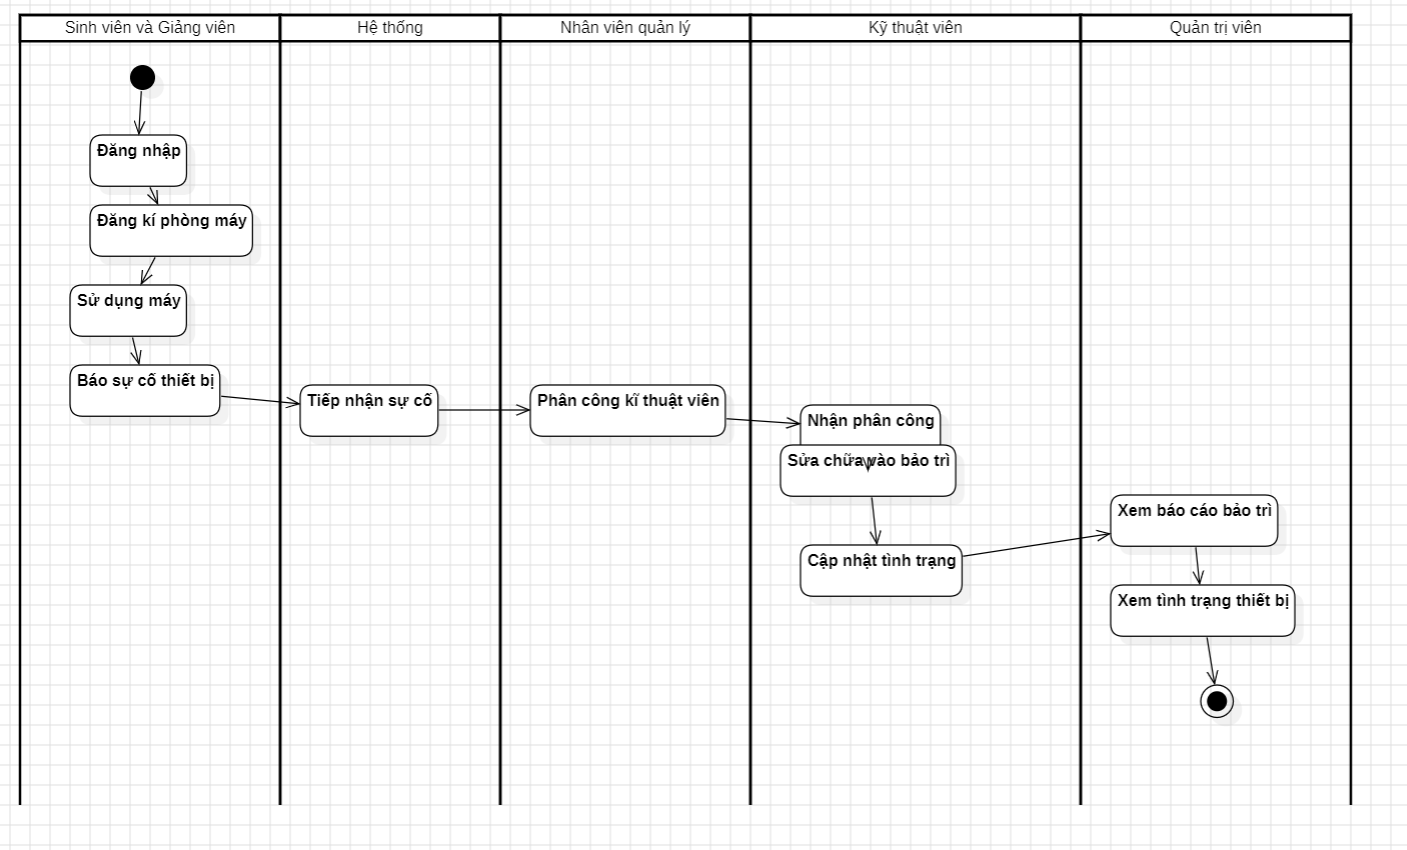 Sinh viên và Giảng viên
Hệ thống
Nhân viên quản lý
Kỹ thuật viên
Quản trị viên
Đăng nhập
Đăng kí phòng máy
Sử dụng máy
Báo sự cố thiết bị
Tiếp nhận sự cố
Phân công kĩ thuật viên
Nhận phân công
Sửa chữa vào bảo trì
Cập nhật tình trạng
Xem báo cáo bảo trì
Xem tình trạng thiết bị